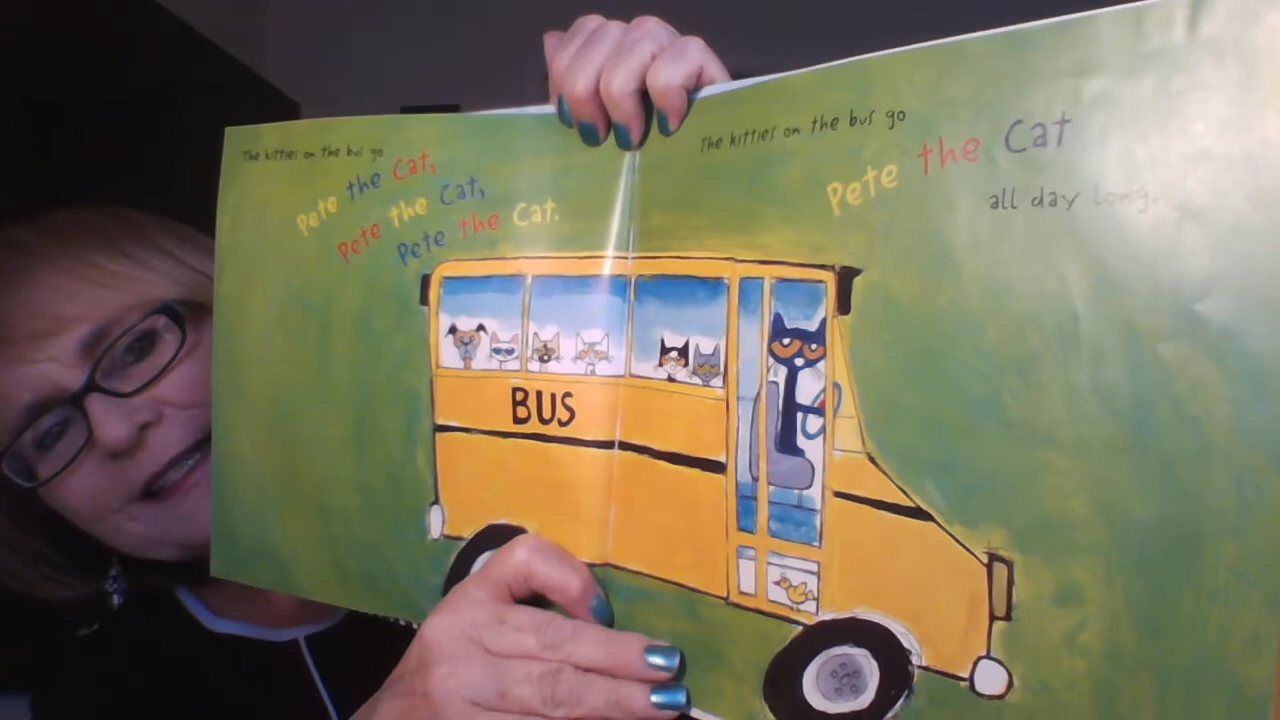 The kitties on the bus go
Pete the Cat,
Pete the Cat,
Pete the Cat.
The kitties on the bus go
Pete the Cat
all day long.
BUS